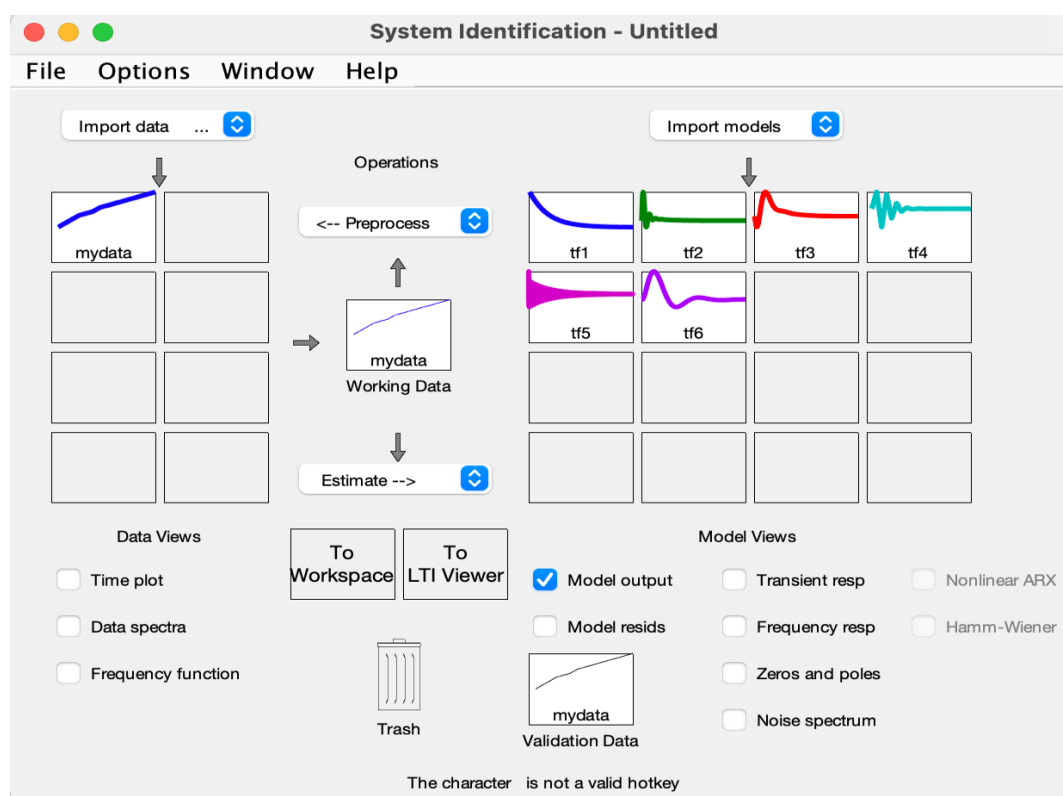 System Identification - Untitled
File Options Window Help
Import data ...
Import models
Operations
<-- Preprocess
mydata
tf1 tf2 tf3 tf4
tf5 tf6
mydata
Working Data
Estimate -->
Data Views
Model Views
To Workspace
To LTI Viewer
Time plot
Data spectra
Frequency function
Model output
Transient resp
Nonlinear ARX
Model resids
Frequency resp
Hamm-Wiener
Zeros and poles
Noise spectrum
Trash
mydata
Validation Data
The character is not a valid hotkey